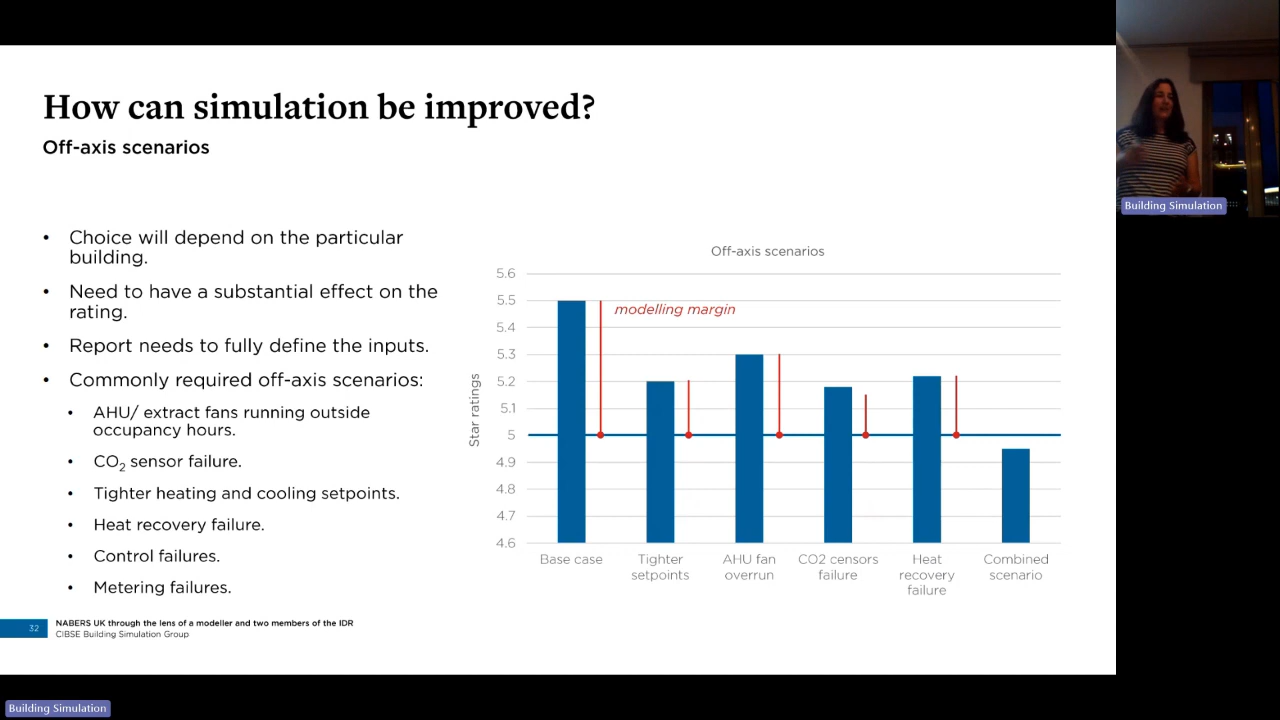 How can simulation be improved?
Off-axis scenarios
• Choice will depend on the particular
building.
• Need to have a substantial effect on the
rating.
• Report needs to fully define the inputs.
• Commonly required off-axis scenarios:
• AHU/ extract fans running outside
occupancy hours.
• CO2 sensor failure.
• Tighter heating and cooling setpoints.
• Heat recovery failure.
• Control failures.
• Metering failures.
Off-axis scenarios
Star ratings
5.6
5.5
5.4
5.3
5.2
5.1
5
4.9
4.8
4.7
4.6
modelling margin
Base case
Tighter
setpoints
AHU fan
overrun
CO2 censors
failure
Heat
recovery
failure
Combined
scenario
32
NABERS UK through the lens of a modeller and two members of the IDR
CIBSE Building Simulation Group
Building Simulation
Building Simulation